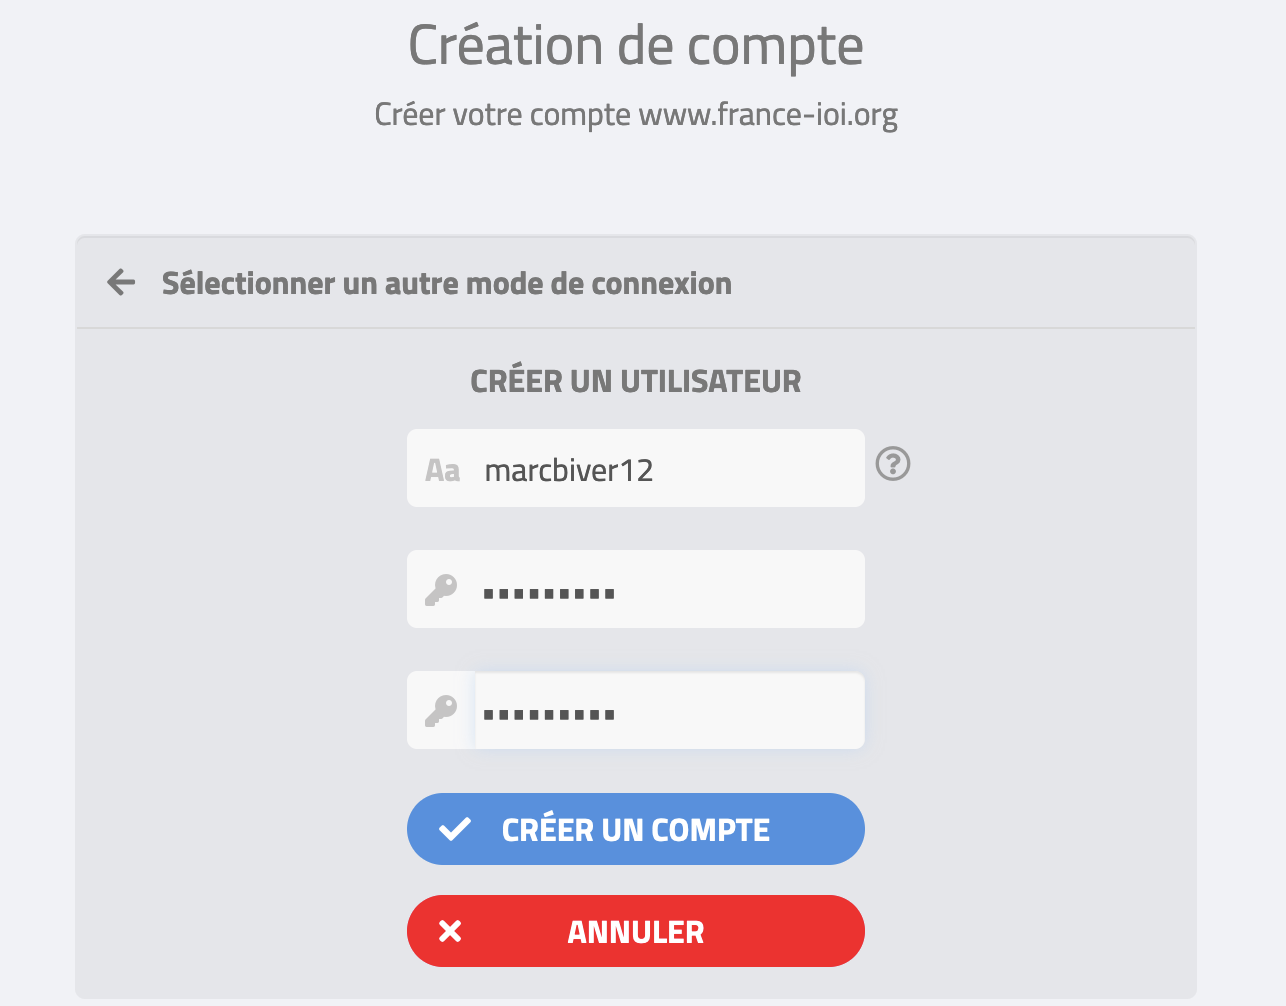 Création de compte
Créer votre compte www.france-ioi.org
Sélectionner un autre mode de connexion
CRÉER UN UTILISATEUR
Aa marcbiver12
?
▪▪▪▪▪▪▪▪▪
▪▪▪▪▪▪▪▪▪
CRÉER UN COMPTE
ANNULER